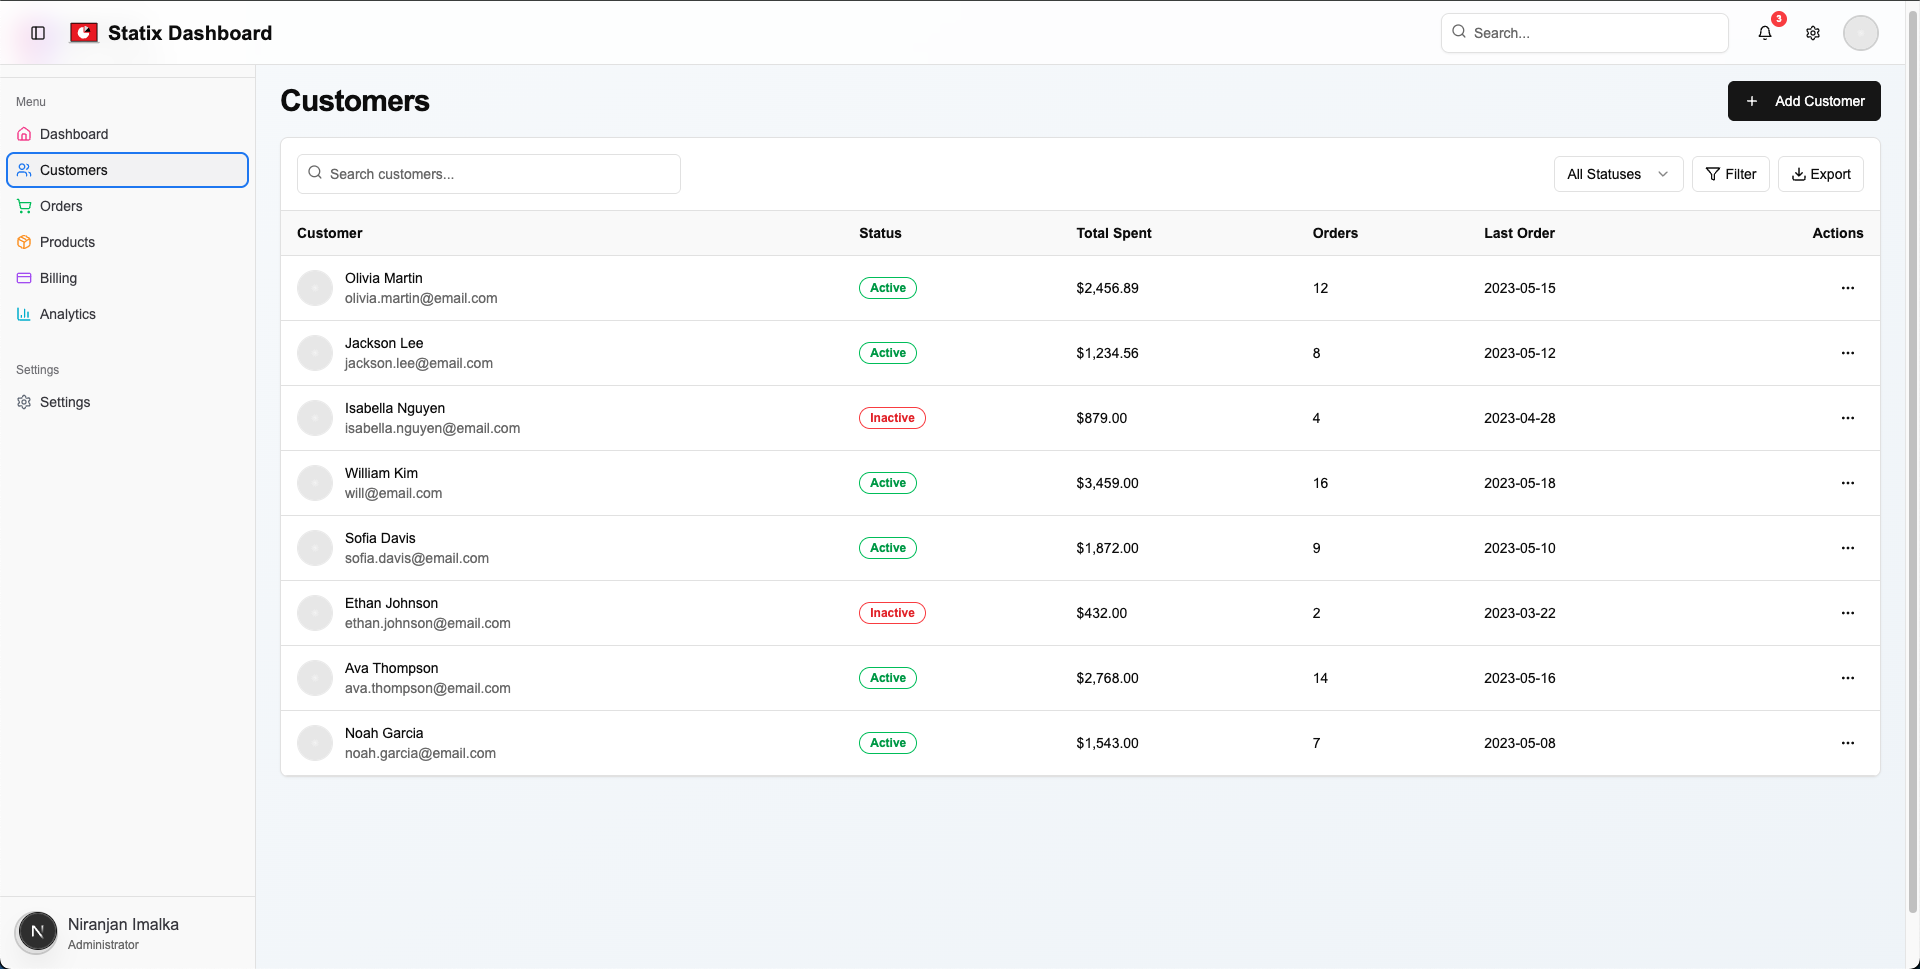 Statix Dashboard
Search...
3
Menu
Dashboard
Customers
Orders
Products
Billing
Analytics
Settings
Settings
N
Niranjan Imalka
Administrator
Customers
Add Customer
Search customers...
All Statuses
Filter
Export
Customer Status Total Spent Orders Last Order Actions
Olivia Martin
olivia.martin@email.com
Active $2,456.89 12 2023-05-15 ...
Jackson Lee
jackson.lee@email.com
Active $1,234.56 8 2023-05-12 ...
Isabella Nguyen
isabella.nguyen@email.com
Inactive $879.00 4 2023-04-28 ...
William Kim
will@email.com
Active $3,459.00 16 2023-05-18 ...
Sofia Davis
sofia.davis@email.com
Active $1,872.00 9 2023-05-10 ...
Ethan Johnson
ethan.johnson@email.com
Inactive $432.00 2 2023-03-22 ...
Ava Thompson
ava.thompson@email.com
Active $2,768.00 14 2023-05-16 ...
Noah Garcia
noah.garcia@email.com
Active $1,543.00 7 2023-05-08 ...